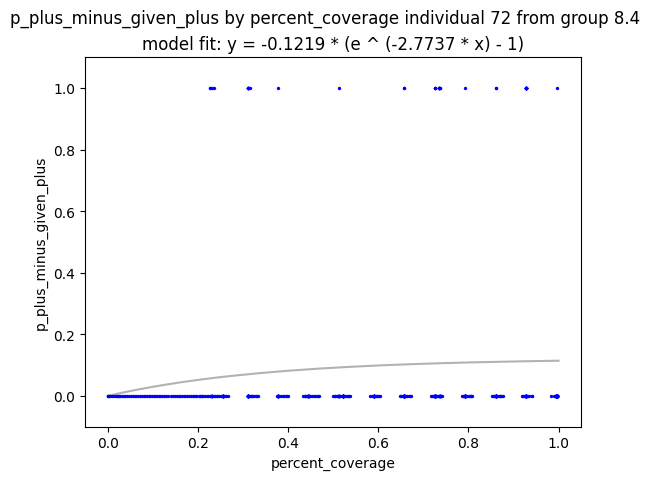 p_plus_minus_given_plus by percent_coverage individual 72 from group 8.4
model fit: y = -0.1219 * (e ^ (-2.7737 * x) - 1)
1.0
0.8
0.6
0.4
0.2
0.0
p_plus_minus_given_plus
0.0 0.2 0.4 0.6 0.8 1.0
percent_coverage